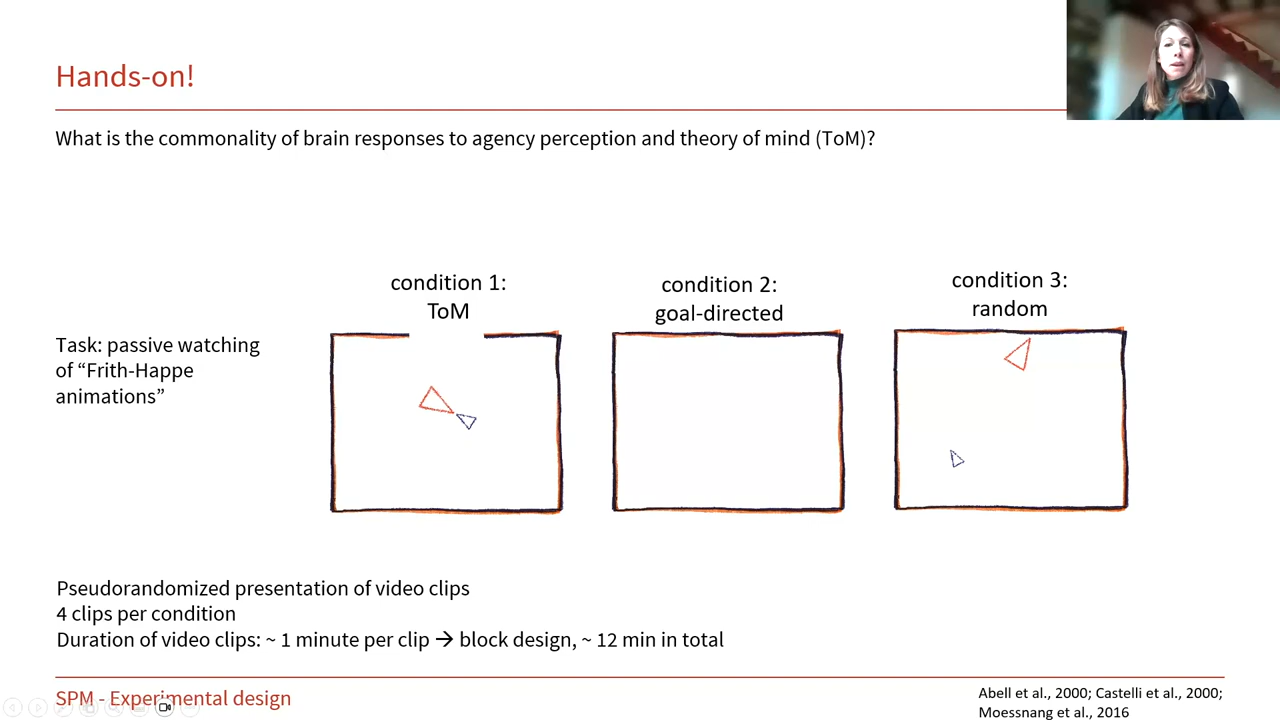 Hands-on!
What is the commonality of brain responses to agency perception and theory of mind (ToM)?
condition 1:
ToM
condition 2:
goal-directed
condition 3:
random
Task: passive watching
of “Frith-Happe
animations”
Pseudorandomized presentation of video clips
4 clips per condition
Duration of video clips: ~ 1 minute per clip → block design, ~ 12 min in total
SPM - Experimental design
Abell et al., 2000; Castelli et al., 2000;
Moessnang et al., 2016